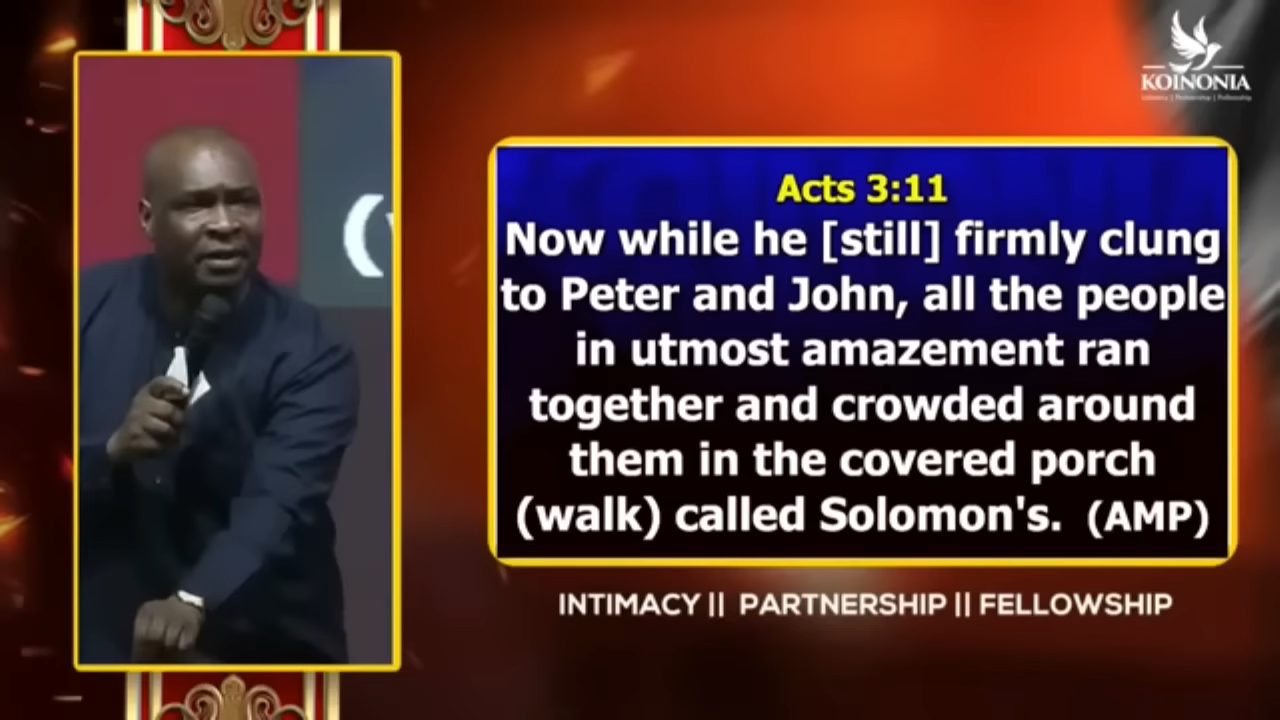 KOINONIA
Acts 3:11
Now while he [still] firmly clung
to Peter and John, all the people
in utmost amazement ran
together and crowded around
them in the covered porch
(walk) called Solomon's. (AMP)
INTIMACY || PARTNERSHIP || FELLOWSHIP